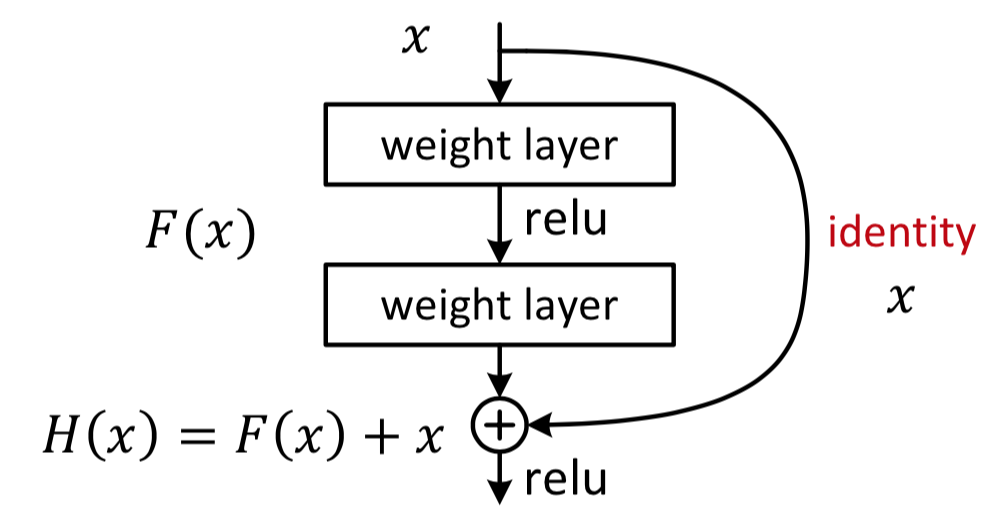 x
weight layer
relu
F(x)
identity
x
weight layer
H(x) = F(x) + x
+
relu